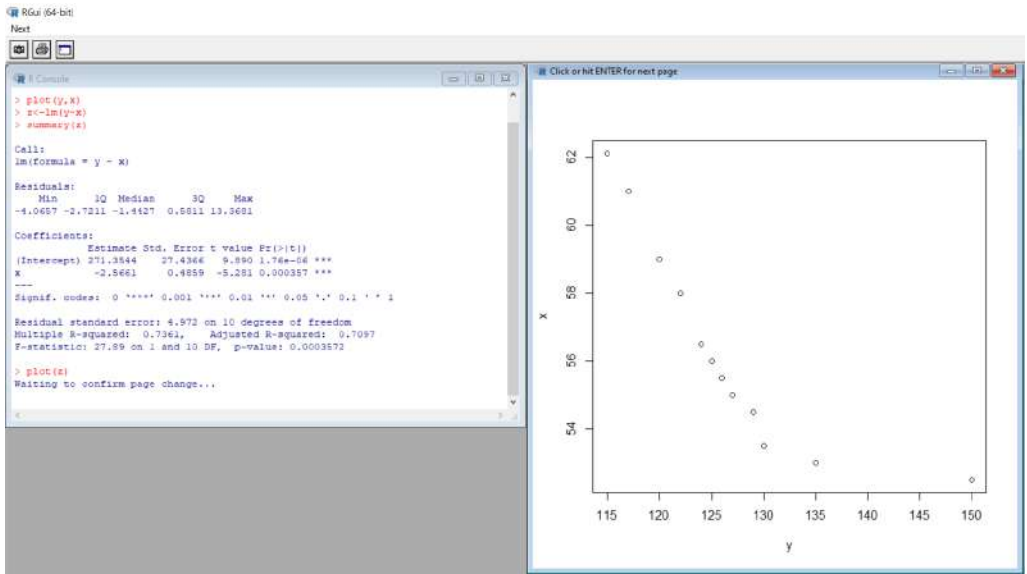 RGui (64-bit)
Next
R Console
> plot(y,x)
> z<-lm(y~x)
> summary(z)
Call:
lm(formula = y ~ x)
Residuals:
Min 1Q Median 3Q Max
-4.0657 -2.7211 -1.4427 0.5811 13.3681
Coefficients:
Estimate Std. Error t value Pr(>|t|)
(Intercept) 271.3544 27.4366 9.890 1.76e-06 ***
x -2.5661 0.4859 -5.281 0.000357 ***
---
Signif. codes: 0 '***' 0.001 '**' 0.01 '*' 0.05 '.' 0.1 ' ' 1
Residual standard error: 4.972 on 10 degrees of freedom
Multiple R-squared: 0.7361, Adjusted R-squared: 0.7097
F-statistic: 27.89 on 1 and 10 DF, p-value: 0.0003572
> plot(z)
Waiting to confirm page change...
Click or hit ENTER for next page
62
60
58
56
54
x
115 120 125 130 135 140 145 150
y